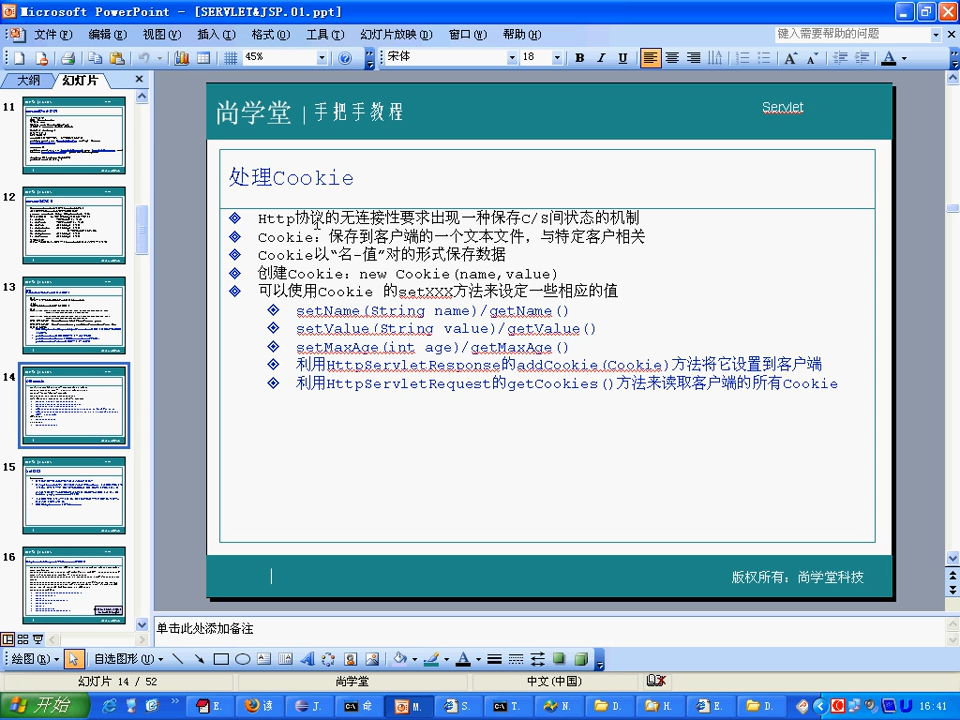 Microsoft PowerPoint - [SERVLET&JSP.01.ppt]
文件(F) 编辑(E) 视图(V) 插入(I) 格式(O) 工具(T) 幻灯片放映(D) 窗口(W) 帮助(H) 键入需要帮助的问题
45% 宋体 18 B I U
大纲 幻灯片
11
12
13
14
15
16
尚学堂 | 手把手教程
Servlet
处理Cookie
Http协议的无连接性要求出现一种保存C/S间状态的机制
Cookie：保存到客户端的一个文本文件，与特定客户相关
Cookie以“名-值”对的形式保存数据
创建Cookie：new Cookie(name,value)
可以使用Cookie 的setXXX方法来设定一些相应的值
setName(String name)/getName()
setValue(String value)/getValue()
setMaxAge(int age)/getMaxAge()
利用HttpServletResponse的addCookie(Cookie)方法将它设置到客户端
利用HttpServletRequest的getCookies()方法来读取客户端的所有Cookie
版权所有：尚学堂科技
单击此处添加备注
绘图(R) 自选图形(U)
幻灯片 14 / 52 尚学堂 中文(中国)
开始 E. 读 J. 命 M. S. T. N. D. H. E. D. 16:41